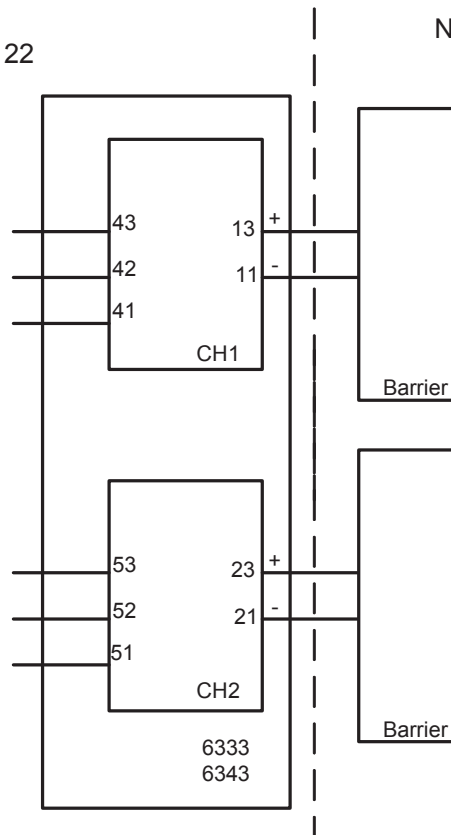 N
22
43 13 +
42 11 -
41
CH1
Barrier
53 23 +
52 21 -
51
CH2
Barrier
6333
6343